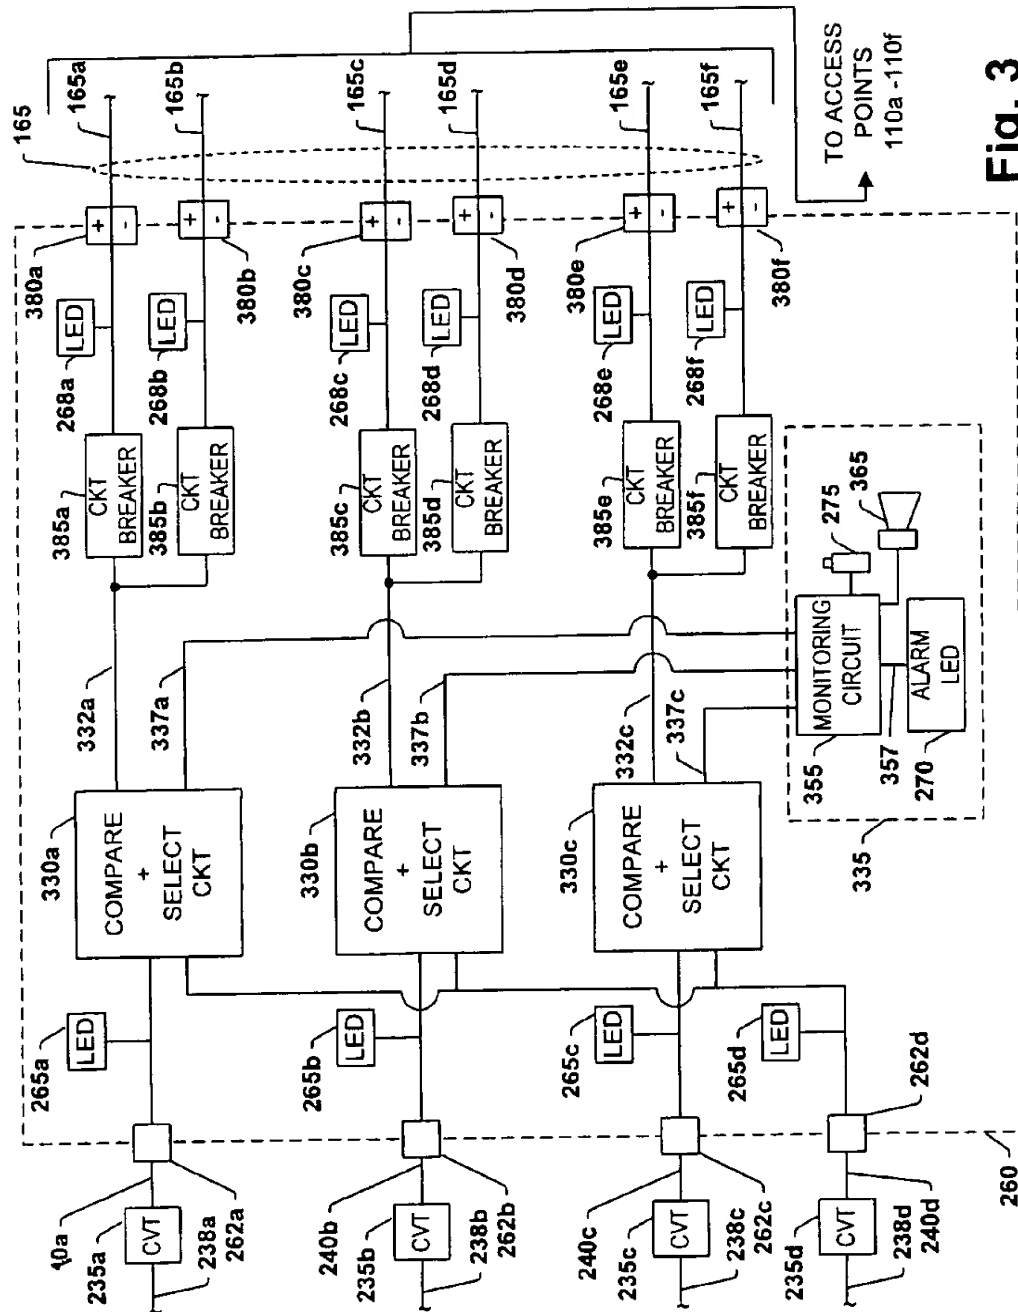 Fig. 3
240a
235a
CVT
238a
262a
240b
235b
CVT
238b
262b
240c
235c
CVT
238c
262c
235d
CVT
238d
240d
262d
260
265a
LED
265b
LED
265c
LED
265d
LED
330a
COMPARE
+
SELECT
CKT
332a
337a
330b
COMPARE
+
SELECT
CKT
332b
337b
330c
COMPARE
+
SELECT
CKT
332c
337c
335
355
MONITORING
CIRCUIT
357
270
ALARM
LED
275
365
385a
CKT
BREAKER
385b
CKT
BREAKER
385c
CKT
BREAKER
385d
CKT
BREAKER
385e
CKT
BREAKER
385f
CKT
BREAKER
268a
LED
268b
LED
268c
LED
268d
LED
268e
LED
268f
LED
380a
+
-
380b
+
-
380c
+
-
380d
+
-
380e
+
-
380f
+
-
165
165a
165b
165c
165d
165e
165f
TO ACCESS
POINTS
110a -110f